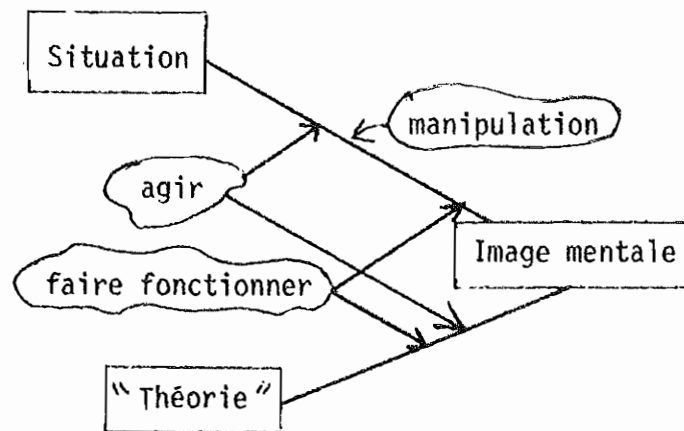 Situation
manipulation
agir
Image mentale
faire fonctionner
"Théorie"